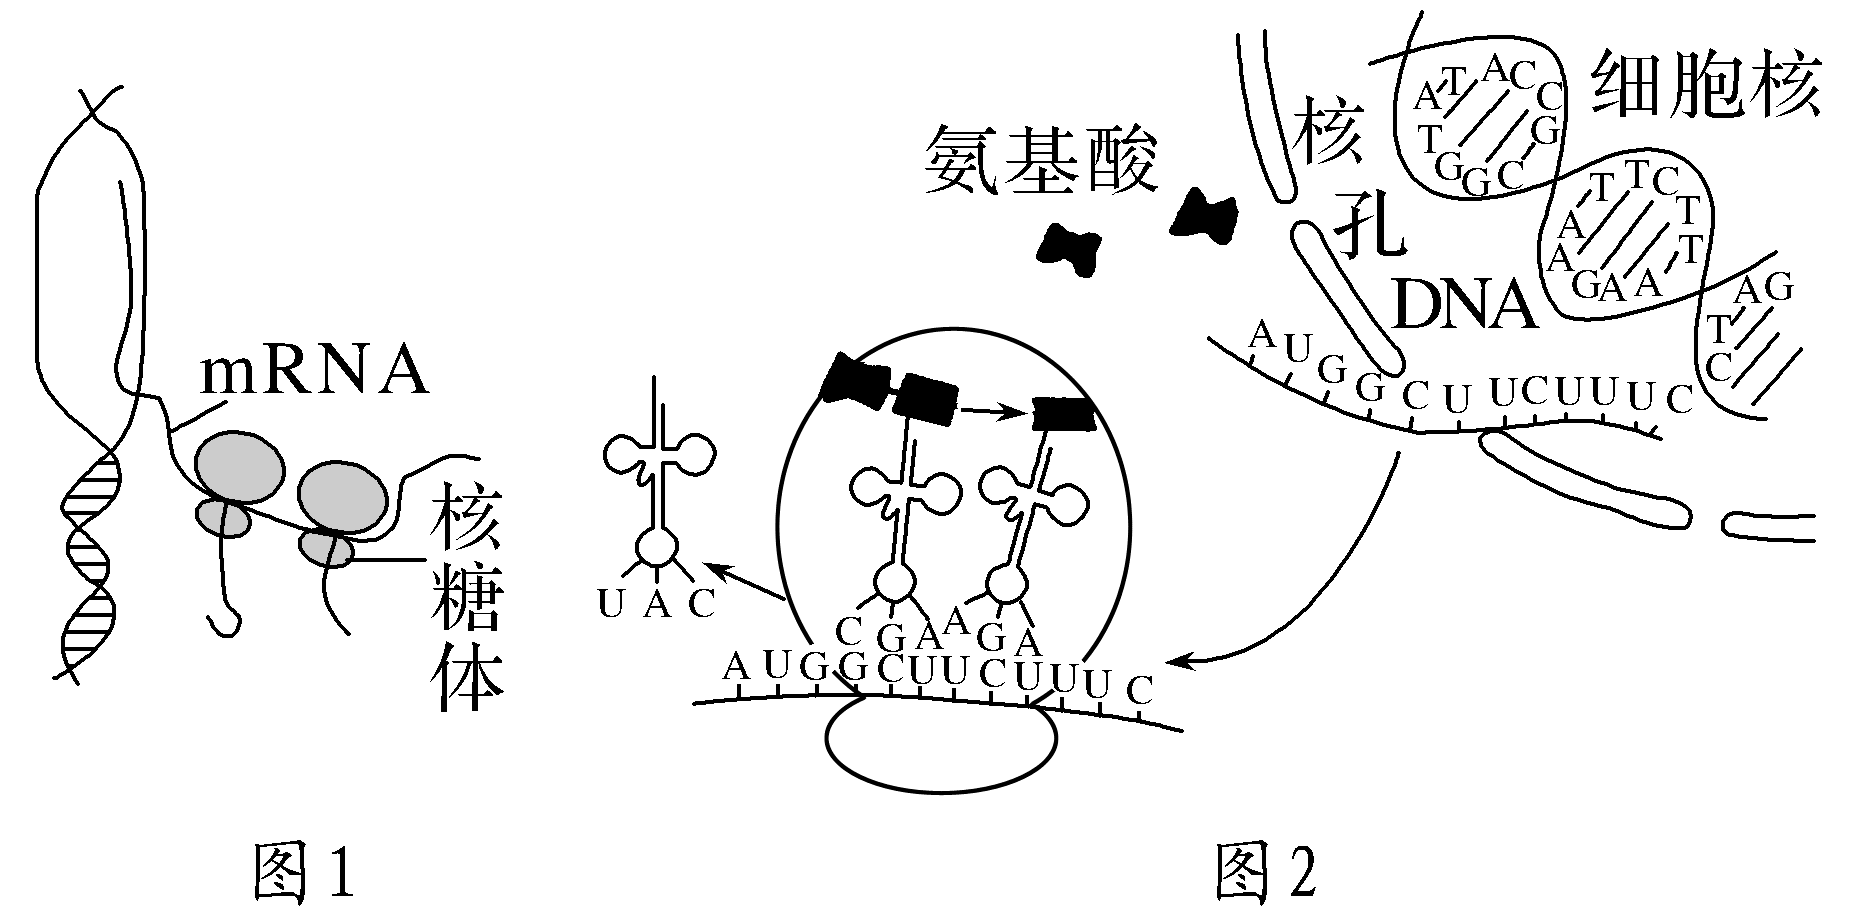 mRNA
核糖体
图1
氨基酸
核孔
细胞核
DNA
A T A C C G
T G G C
A T T C T T
A G A A
T A G
C
A U G G C U U C U U U C
U A C
C G A A G A
A U G G C U U C U U U C
图2